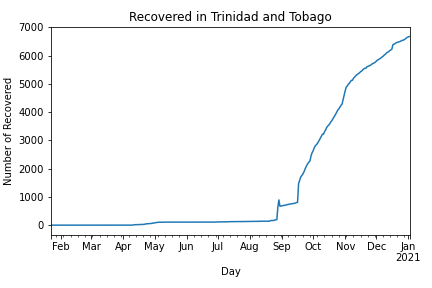 Recovered in Trinidad and Tobago
Number of Recovered
7000
6000
5000
4000
3000
2000
1000
0
Feb Mar Apr May Jun Jul Aug Sep Oct Nov Dec Jan
2021
Day